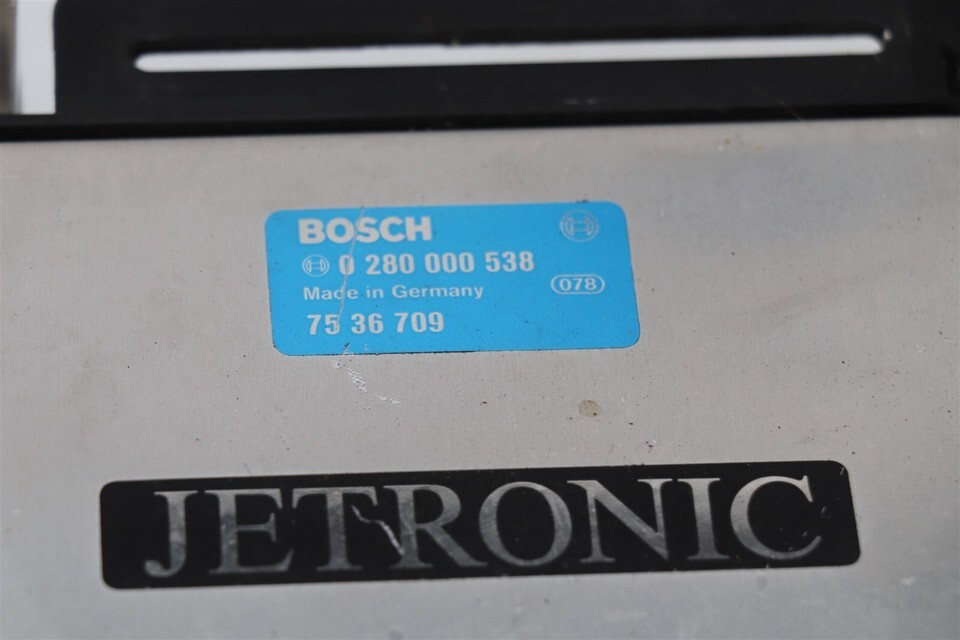 BOSCH
0 280 000 538
Made in Germany
078
75 36 709
JETRONIC